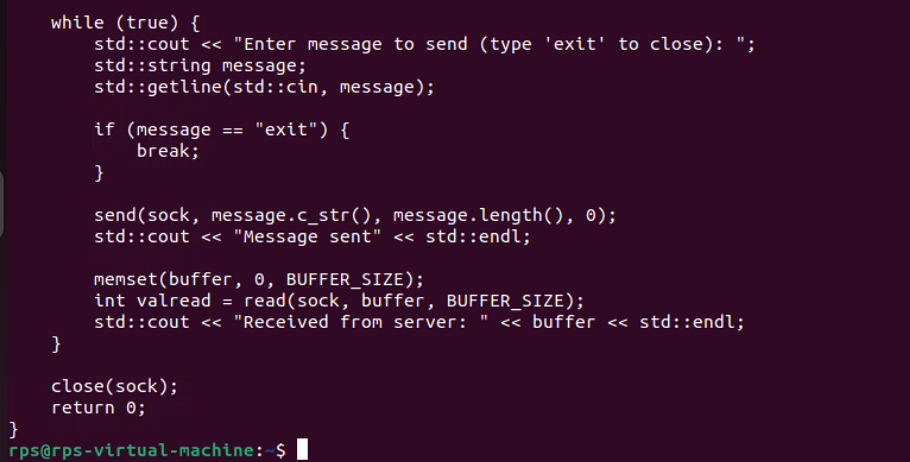 while (true) {
    std::cout << "Enter message to send (type 'exit' to close): ";
    std::string message;
    std::getline(std::cin, message);

    if (message == "exit") {
        break;
    }

    send(sock, message.c_str(), message.length(), 0);
    std::cout << "Message sent" << std::endl;

    memset(buffer, 0, BUFFER_SIZE);
    int valread = read(sock, buffer, BUFFER_SIZE);
    std::cout << "Received from server: " << buffer << std::endl;
}

close(sock);
return 0;
}
rps@rps-virtual-machine:~$